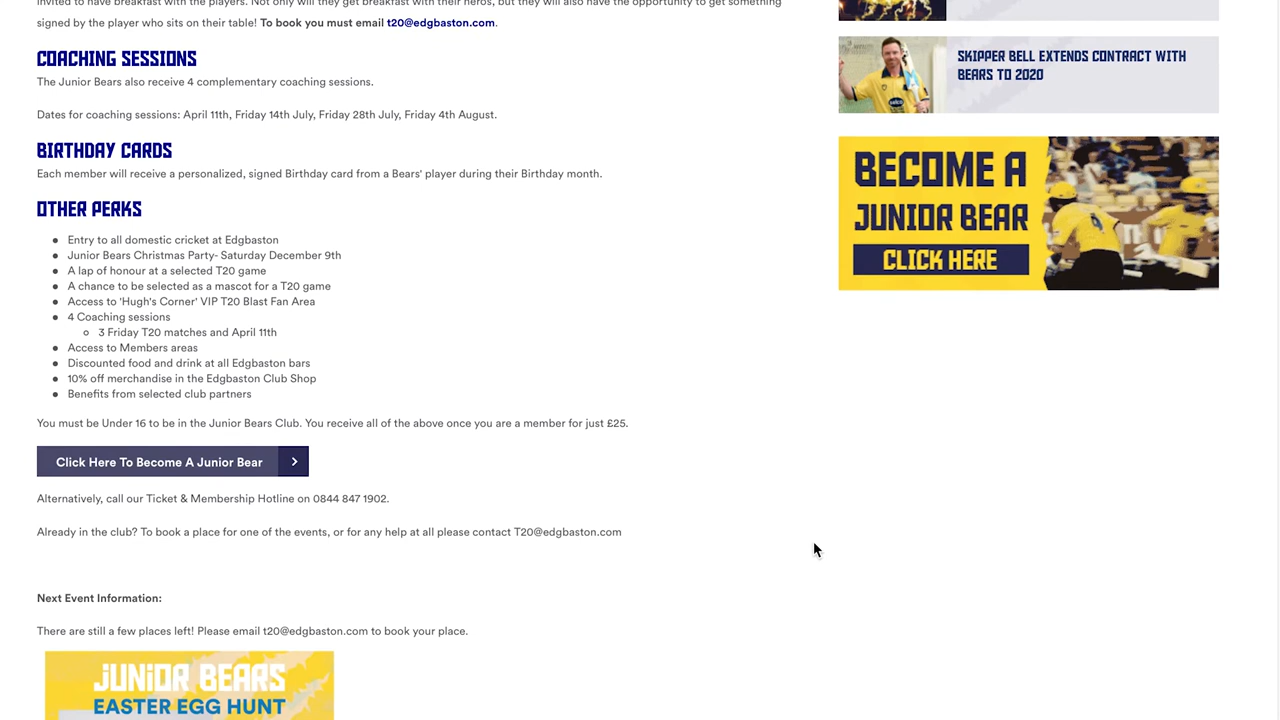 invited to have breakfast with the players. Not only will they get breakfast with their heros, but they will also have the opportunity to get something
signed by the player who sits on their table! To book you must email t20@edgbaston.com.
COACHING SESSIONS
The Junior Bears also receive 4 complementary coaching sessions.
Dates for coaching sessions: April 11th, Friday 14th July, Friday 28th July, Friday 4th August.
BIRTHDAY CARDS
Each member will receive a personalized, signed Birthday card from a Bears' player during their Birthday month.
OTHER PERKS
Entry to all domestic cricket at Edgbaston
Junior Bears Christmas Party- Saturday December 9th
A lap of honour at a selected T20 game
A chance to be selected as a mascot for a T20 game
Access to 'Hugh's Corner' VIP T20 Blast Fan Area
4 Coaching sessions
3 Friday T20 matches and April 11th
Access to Members areas
Discounted food and drink at all Edgbaston bars
10% off merchandise in the Edgbaston Club Shop
Benefits from selected club partners
You must be Under 16 to be in the Junior Bears Club. You receive all of the above once you are a member for just £25.
Click Here To Become A Junior Bear
Alternatively, call our Ticket & Membership Hotline on 0844 847 1902.
Already in the club? To book a place for one of the events, or for any help at all please contact T20@edgbaston.com
Next Event Information:
There are still a few places left! Please email t20@edgbaston.com to book your place.
JUNIOR BEARS
EASTER EGG HUNT
SKIPPER BELL EXTENDS CONTRACT WITH
BEARS TO 2020
BECOME A
JUNIOR BEAR
CLICK HERE